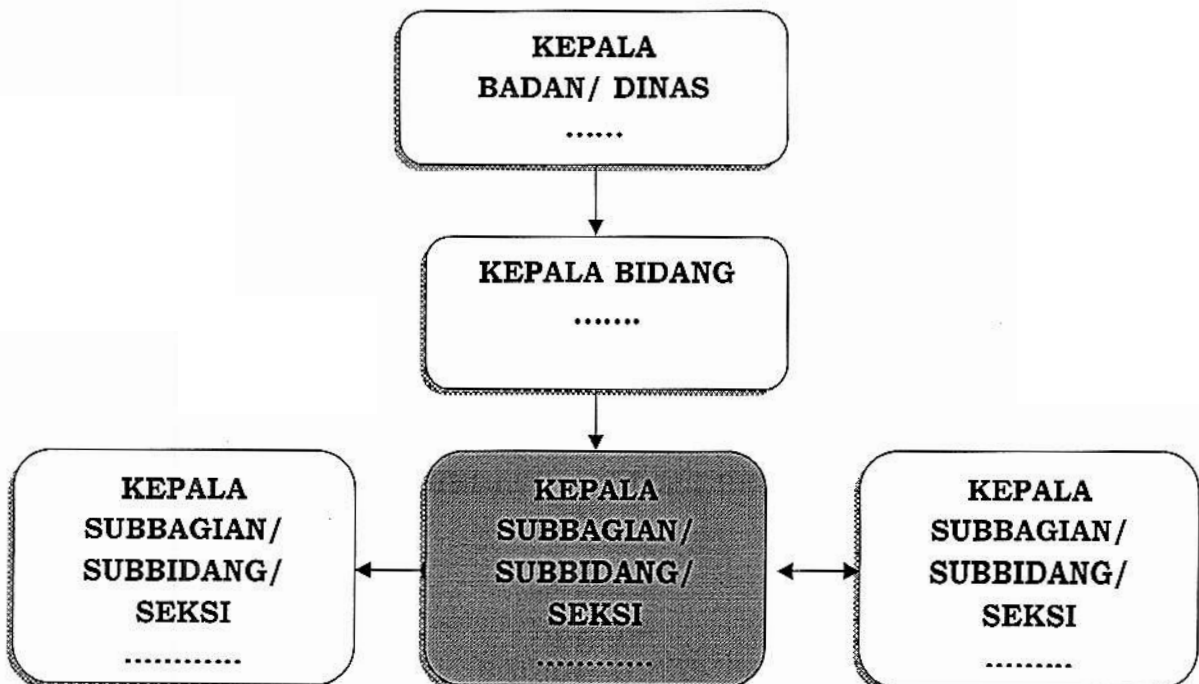 KEPALA
BADAN/ DINAS
......
KEPALA BIDANG
.......
KEPALA
SUBBAGIAN/
SUBBIDANG/
SEKSI
............
KEPALA
SUBBAGIAN/
SUBBIDANG/
SEKSI
............
KEPALA
SUBBAGIAN/
SUBBIDANG/
SEKSI
.........